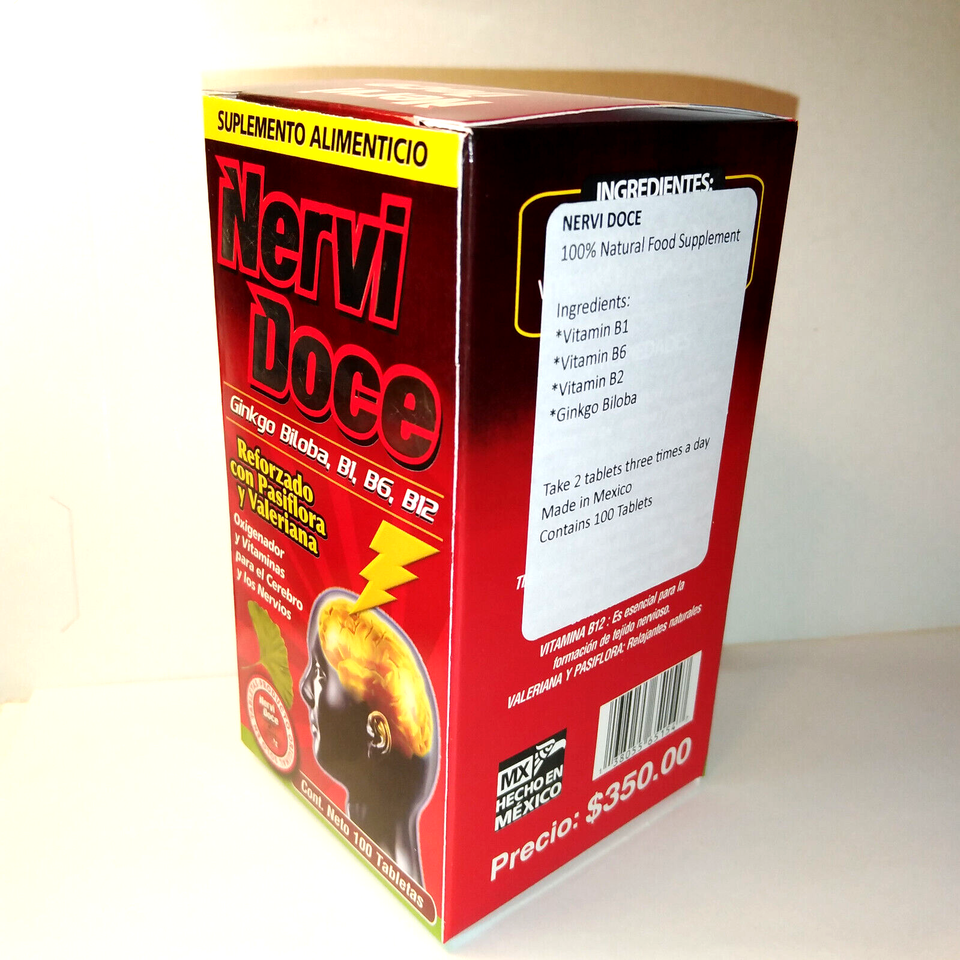 SUPLEMENTO ALIMENTICIO
Nervi
Doce
Ginkgo Biloba, B1, B6, B12
Reforzado
con Pasiflora
y Valeriana
Oxigenador
y Vitaminas
para el Cerebro
y los Nervios
Nervi
Doce
Cont. Neto 100 Tabletas
INGREDIENTES:
NERVI DOCE
100% Natural Food Supplement
Ingredients:
*Vitamin B1
*Vitamin B6
*Vitamin B2
*Ginkgo Biloba
Take 2 tablets three times a day
Made in Mexico
Contains 100 Tablets
VITAMINA B12 : Es esencial para la
formación de tejido nervioso.
VALERIANA Y PASIFLORA: Relajantes naturales
MX
HECHO EN
MÉXICO
Precio: $350.00